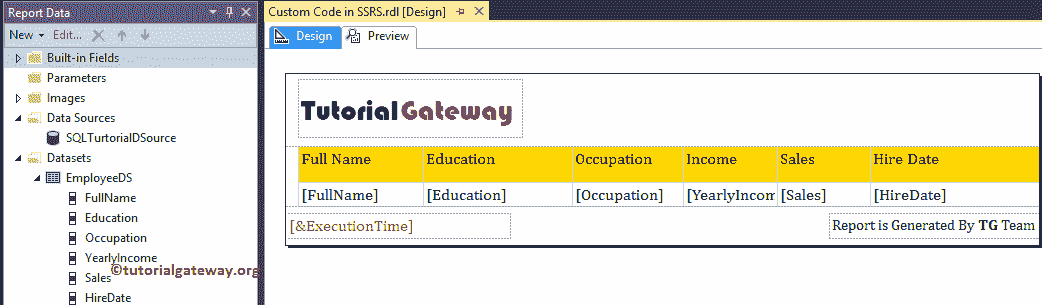 Report Data
New Edit...
Built-in Fields
Parameters
Images
Data Sources
SQLTurtorialDSource
Datasets
EmployeeDS
FullName
Education
Occupation
YearlyIncome
Sales
HireDate
©tutorialgateway.org
Custom Code in SSRS.rdl [Design]
Design Preview
TutorialGateway
Full Name Education Occupation Income Sales Hire Date
[FullName] [Education] [Occupation] [YearlyIncom [Sales] [HireDate]
[&ExecutionTime] Report is Generated By TG Team